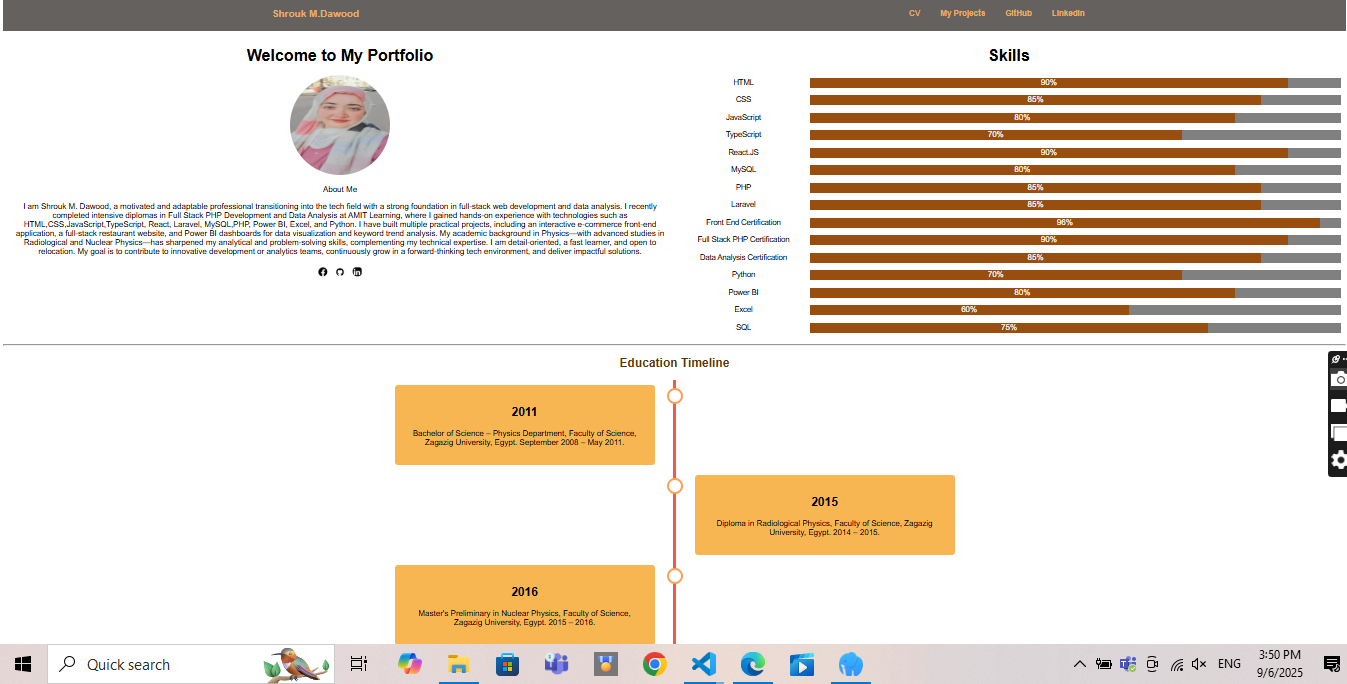 Shrouk M.Dawood
CV My Projects GitHub LinkedIn
Welcome to My Portfolio
About Me
I am Shrouk M. Dawood, a motivated and adaptable professional transitioning into the tech field with a strong foundation in full-stack web development and data analysis. I recently
completed intensive diplomas in Full Stack PHP Development and Data Analysis at AMIT Learning, where I gained hands-on experience with technologies such as
HTML,CSS,JavaScript,TypeScript, React, Laravel, MySQL,PHP, Power BI, Excel, and Python. I have built multiple practical projects, including an interactive e-commerce front-end
application, a full-stack restaurant website, and Power BI dashboards for data visualization and keyword trend analysis. My academic background in Physics—with advanced studies in
Radiological and Nuclear Physics—has sharpened my analytical and problem-solving skills, complementing my technical expertise. I am detail-oriented, a fast learner, and open to
relocation. My goal is to contribute to innovative development or analytics teams, continuously grow in a forward-thinking tech environment, and deliver impactful solutions.
Skills
HTML 90%
CSS 85%
JavaScript 80%
TypeScript 70%
React.JS 90%
MySQL 80%
PHP 85%
Laravel 85%
Front End Certification 96%
Full Stack PHP Certification 90%
Data Analysis Certification 85%
Python 70%
Power BI 80%
Excel 60%
SQL 75%
Education Timeline
2011
Bachelor of Science – Physics Department, Faculty of Science,
Zagazig University, Egypt. September 2008 – May 2011.
2015
Diploma in Radiological Physics, Faculty of Science, Zagazig
University, Egypt. 2014 – 2015.
2016
Master's Preliminary in Nuclear Physics, Faculty of Science,
Zagazig University, Egypt. 2015 – 2016.
Quick search
ENG
3:50 PM
9/6/2025